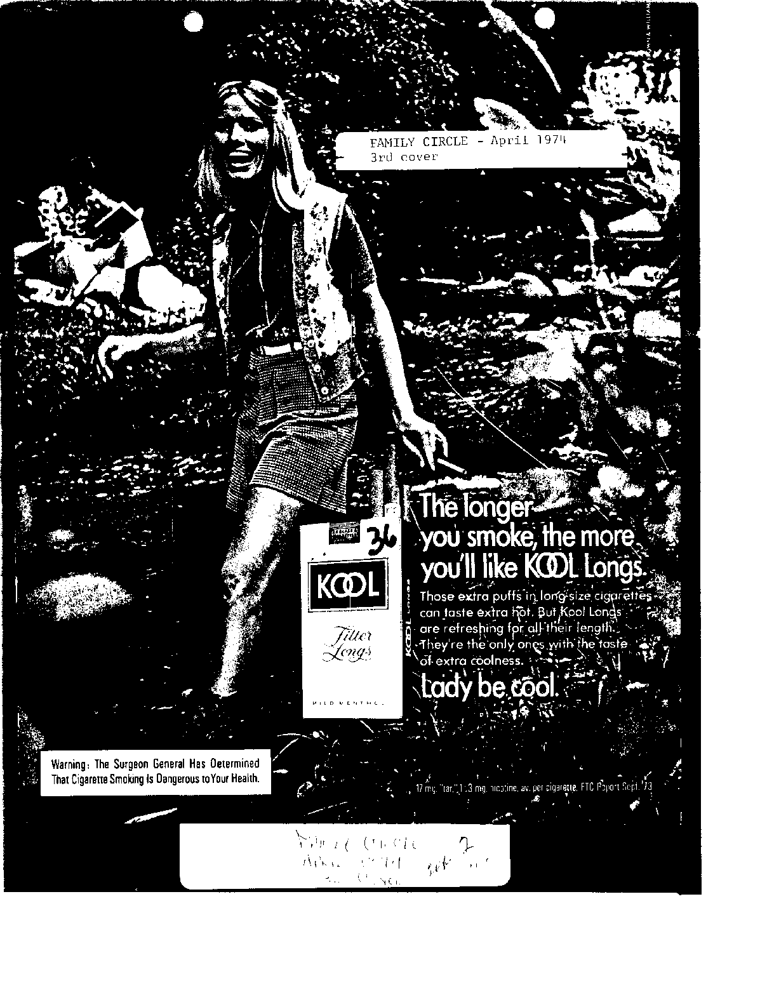 FAMILY CIRCLE - April 1974
3rd cover
The longer
you smoke, the more
you'll like KOOL Longs.
Those extra puffs in long-size cigarettes
can taste extra hot. But Kool Longs
are refreshing for all their length.
They're the only ones with the taste
of extra coolness.
Lady be cool.
36
KOOL
Filter
Longs
MILD MENTHOL
Warning: The Surgeon General Has Determined
That Cigarette Smoking Is Dangerous to Your Health.
17 mg. "tar," 1.3 mg. nicotine, av. per cigarette, FTC Report Sept. '73